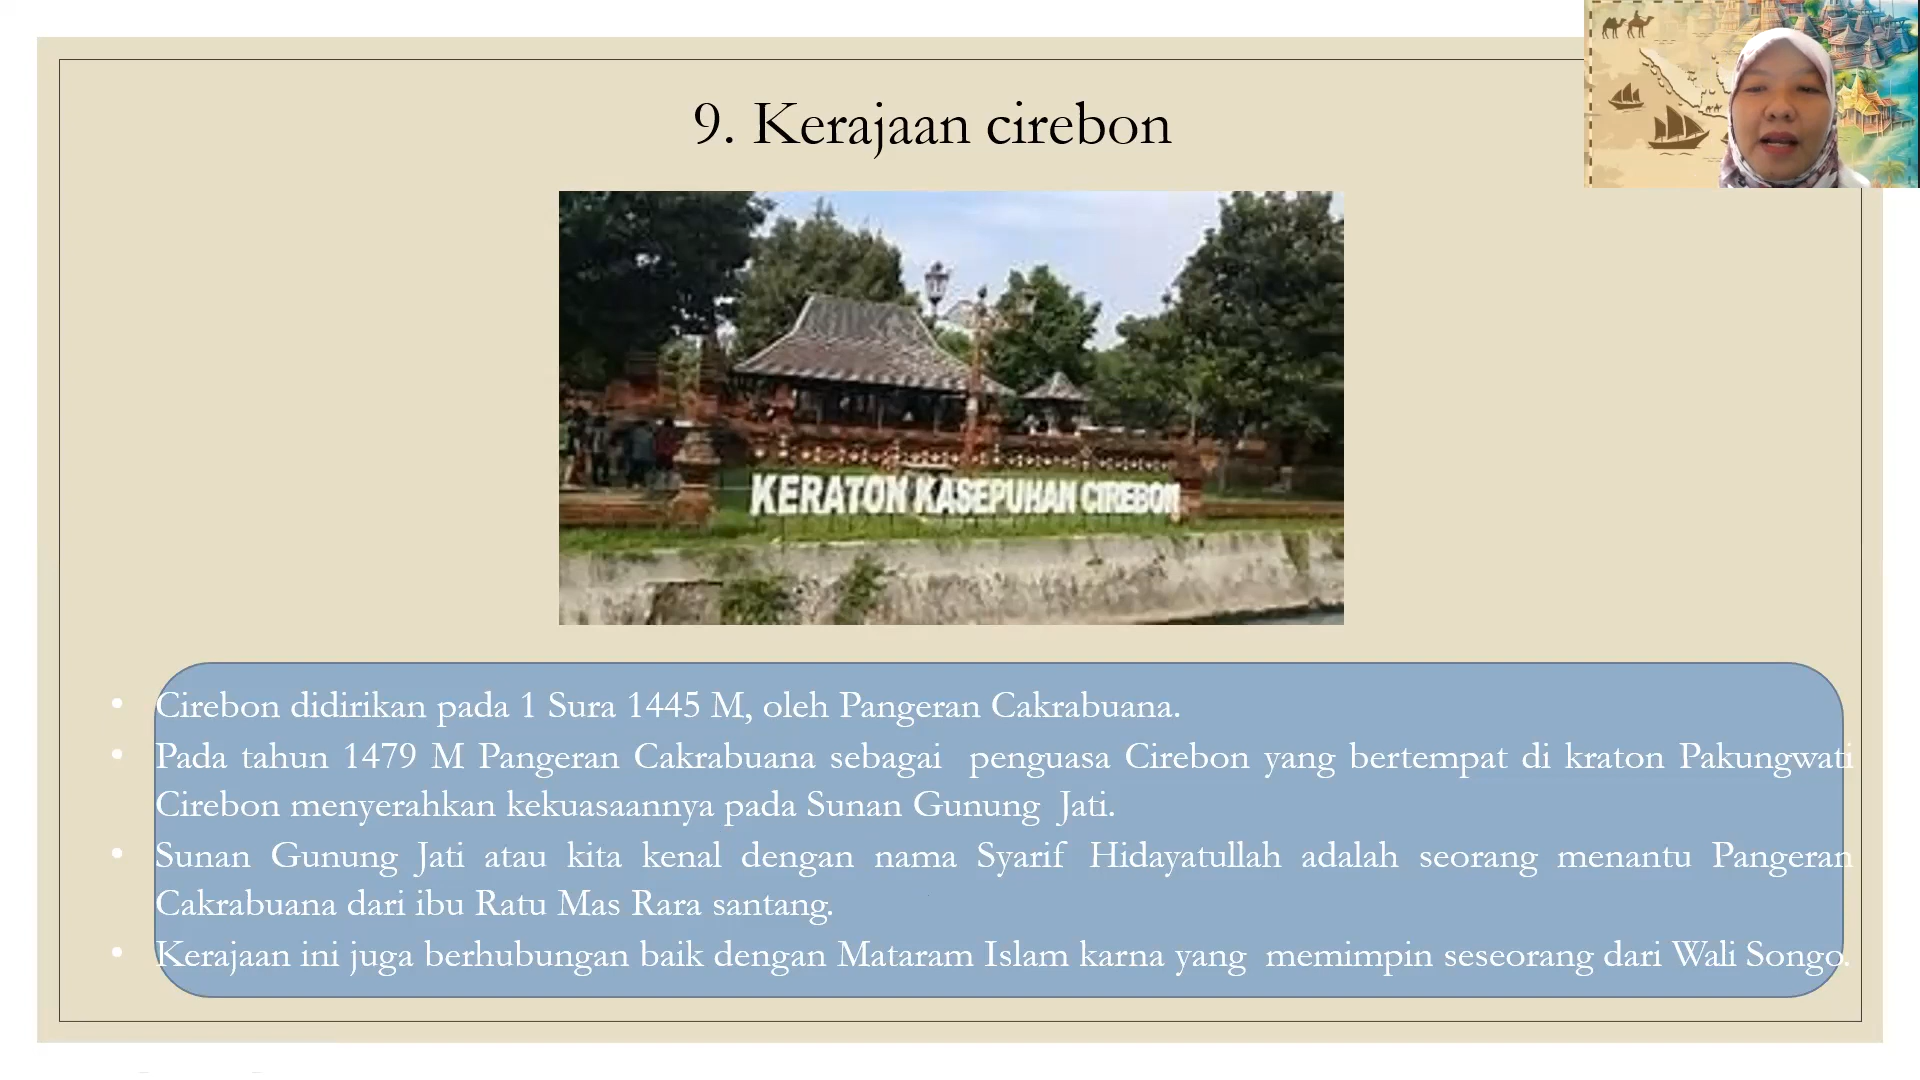 9. Kerajaan cirebon
KERATON KASEPUHAN CIREBON
• Cirebon didirikan pada 1 Sura 1445 M, oleh Pangeran Cakrabuana.
• Pada tahun 1479 M Pangeran Cakrabuana sebagai penguasa Cirebon yang bertempat di kraton Pakungwati
Cirebon menyerahkan kekuasaannya pada Sunan Gunung Jati.
• Sunan Gunung Jati atau kita kenal dengan nama Syarif Hidayatullah adalah seorang menantu Pangeran
Cakrabuana dari ibu Ratu Mas Rara santang.
• Kerajaan ini juga berhubungan baik dengan Mataram Islam karna yang memimpin seseorang dari Wali Songo.